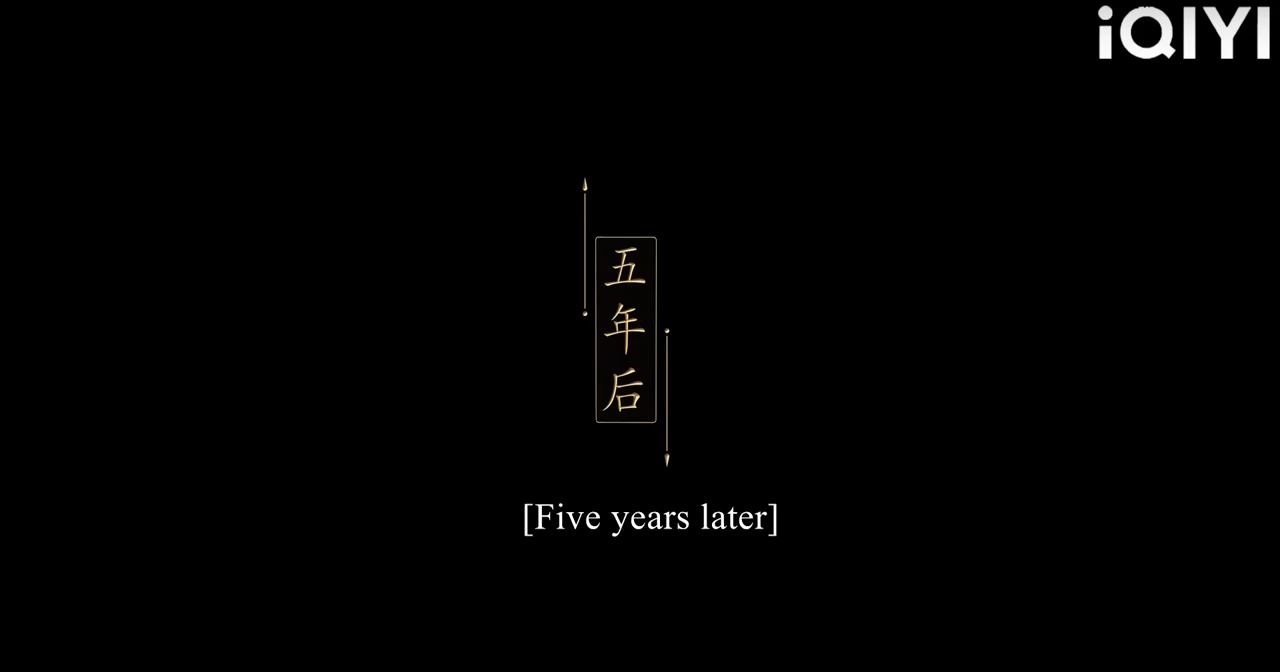 iQIYI
五年后
[Five years later]